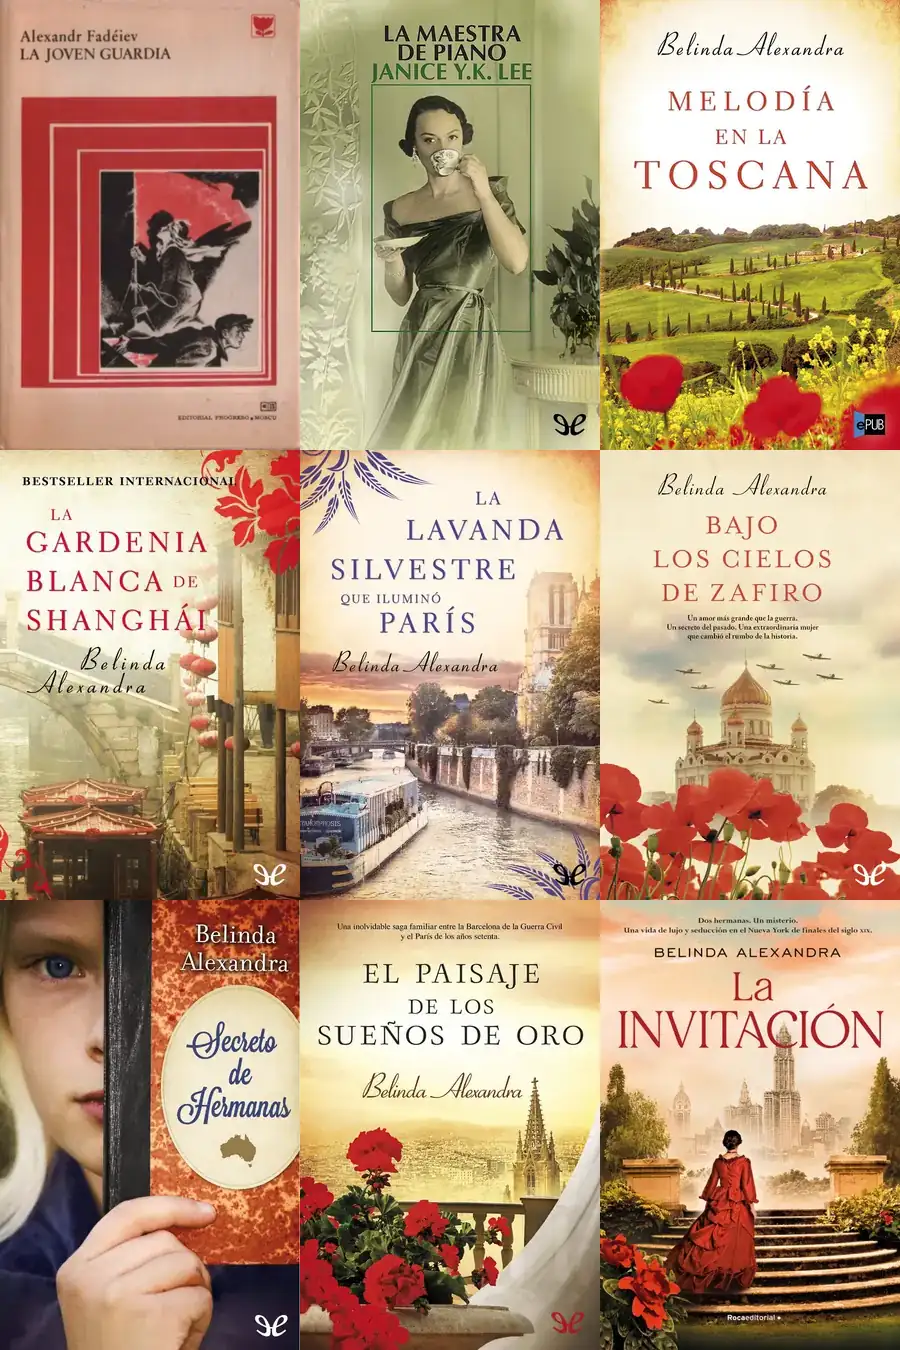 Alexandr Fadéiev
LA JOVEN GUARDIA
EDITORIAL PROGRESO • MOSCU
LA MAESTRA
DE PIANO
JANICE Y.K. LEE
Belinda Alexandra
MELODÍA
EN LA
TOSCANA
ePUB
BESTSELLER INTERNACIONAL
LA
GARDENIA
BLANCA DE
SHANGHÁI
Belinda
Alexandra
LA
LAVANDA
SILVESTRE
QUE ILUMINÓ
PARÍS
Belinda Alexandra
Belinda Alexandra
BAJO
LOS CIELOS
DE ZAFIRO
Un amor más grande que la guerra.
Un secreto del pasado. Una extraordinaria mujer
que cambió el rumbo de la historia.
Belinda
Alexandra
Secreto
de
Hermanas
Una inolvidable saga familiar entre la Barcelona de la Guerra Civil
y el París de los años setenta.
EL PAISAJE
DE LOS
SUEÑOS DE ORO
Belinda Alexandra
Dos hermanas. Un misterio.
Una vida de lujo y seducción en el Nueva York de finales del siglo XIX.
BELINDA ALEXANDRA
La
INVITACIÓN
Rocaeditorial